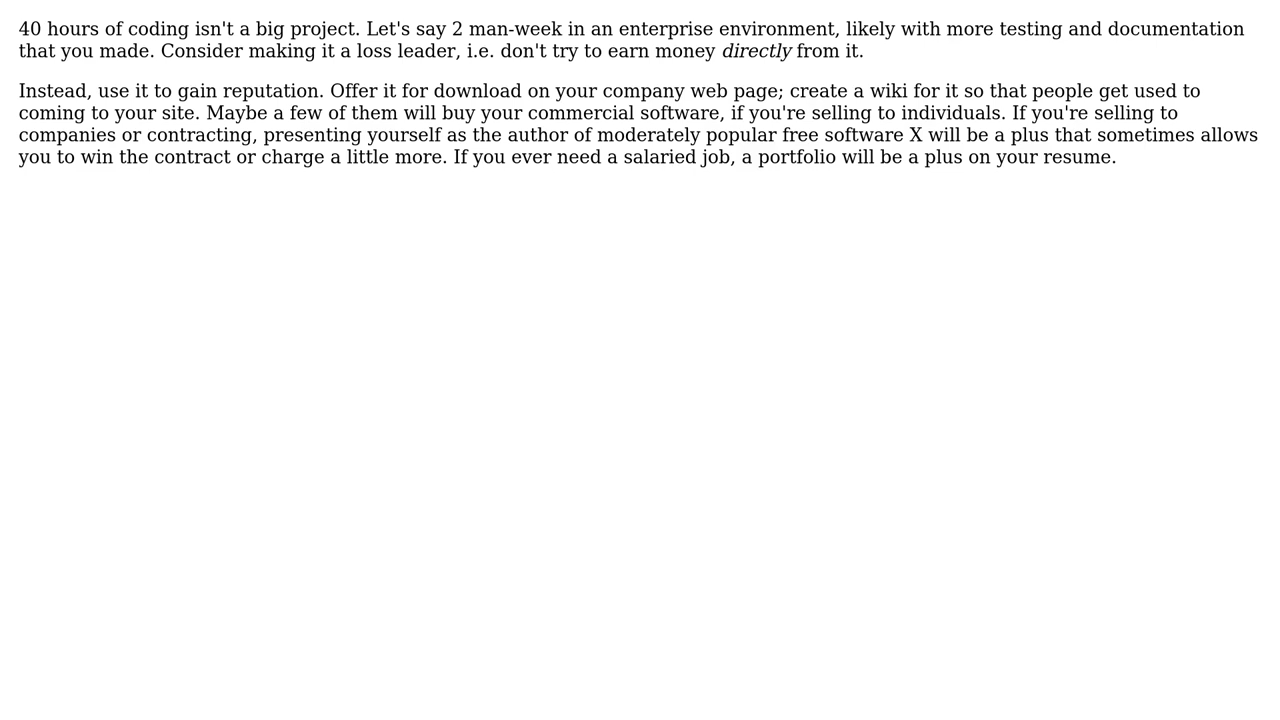 40 hours of coding isn't a big project. Let's say 2 man-week in an enterprise environment, likely with more testing and documentation
that you made. Consider making it a loss leader, i.e. don't try to earn money directly from it.
Instead, use it to gain reputation. Offer it for download on your company web page; create a wiki for it so that people get used to
coming to your site. Maybe a few of them will buy your commercial software, if you're selling to individuals. If you're selling to
companies or contracting, presenting yourself as the author of moderately popular free software X will be a plus that sometimes allows
you to win the contract or charge a little more. If you ever need a salaried job, a portfolio will be a plus on your resume.